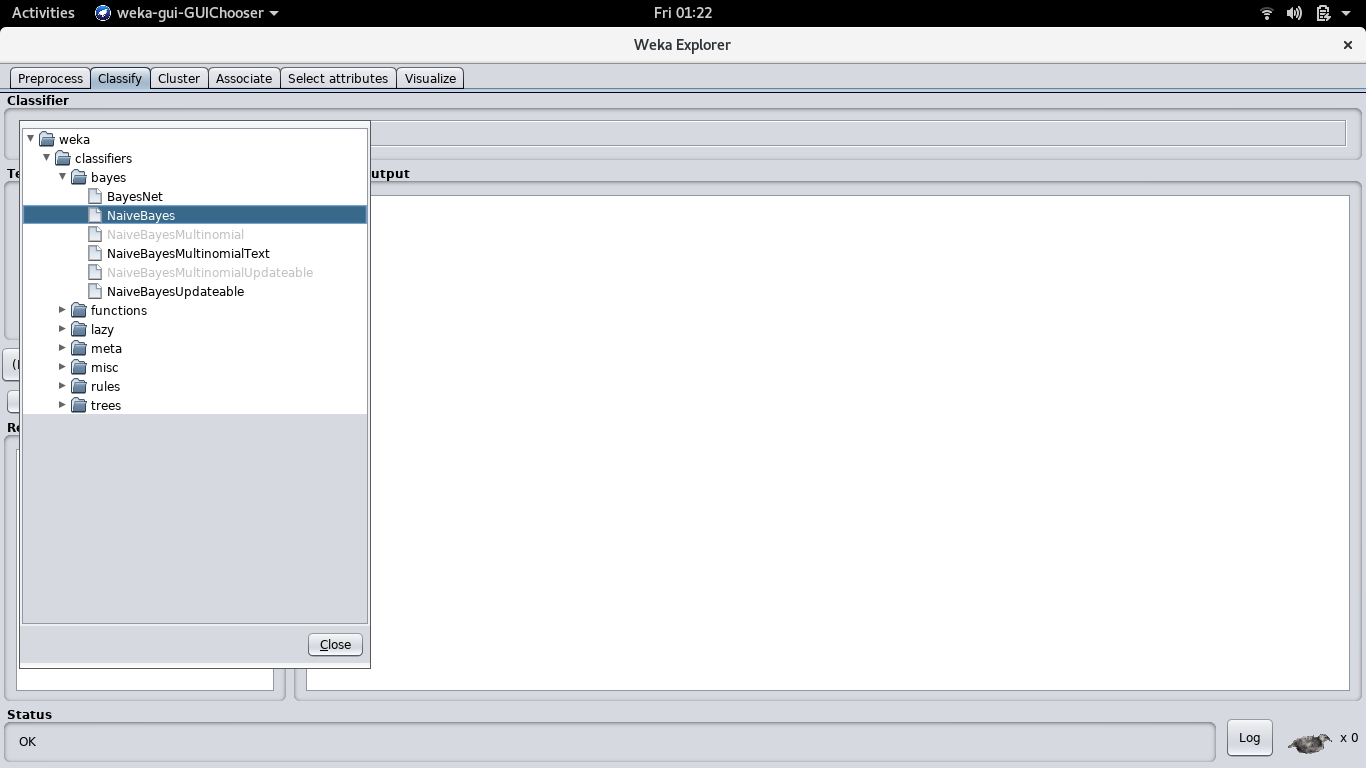 Activities weka-gui-GUIChooser Fri 01:22
Weka Explorer ×
Preprocess Classify Cluster Associate Select attributes Visualize
Classifier
weka
classifiers
bayes
BayesNet
NaiveBayes
NaiveBayesMultinomial
NaiveBayesMultinomialText
NaiveBayesMultinomialUpdateable
NaiveBayesUpdateable
functions
lazy
meta
misc
rules
trees
Close
Te
utput
(
Re
Status
OK
Log
x 0